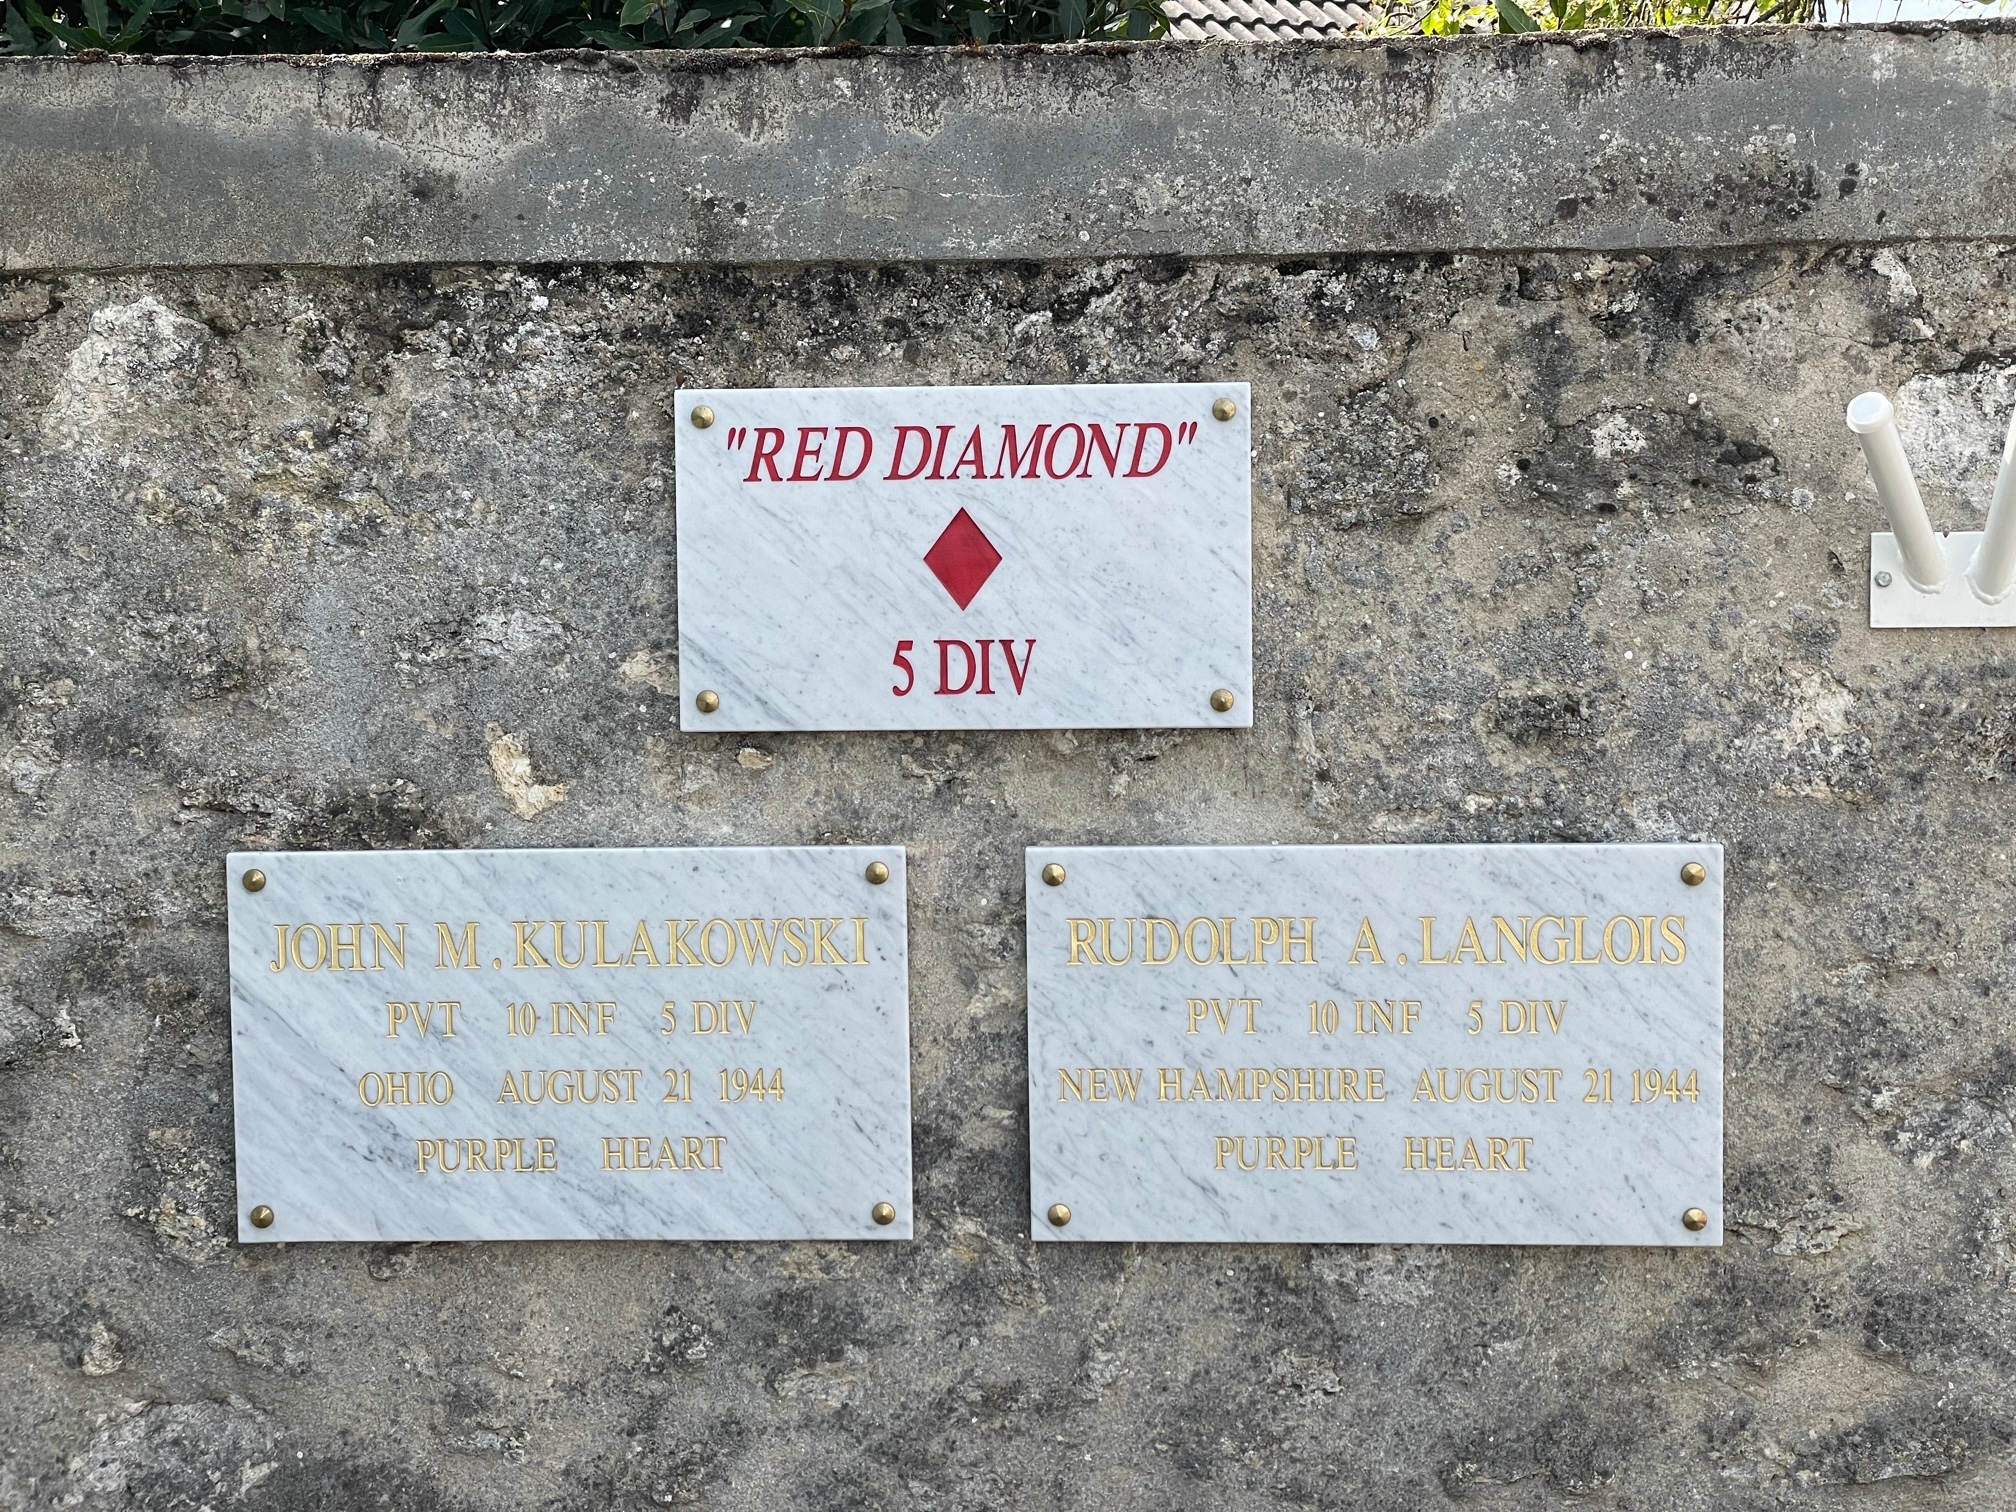 "RED DIAMOND"
5 DIV
JOHN M. KULAKOWSKI
PVT 10 INF 5 DIV
OHIO AUGUST 21 1944
PURPLE HEART
RUDOLPH A. LANGLOIS
PVT 10 INF 5 DIV
NEW HAMPSHIRE AUGUST 21 1944
PURPLE HEART